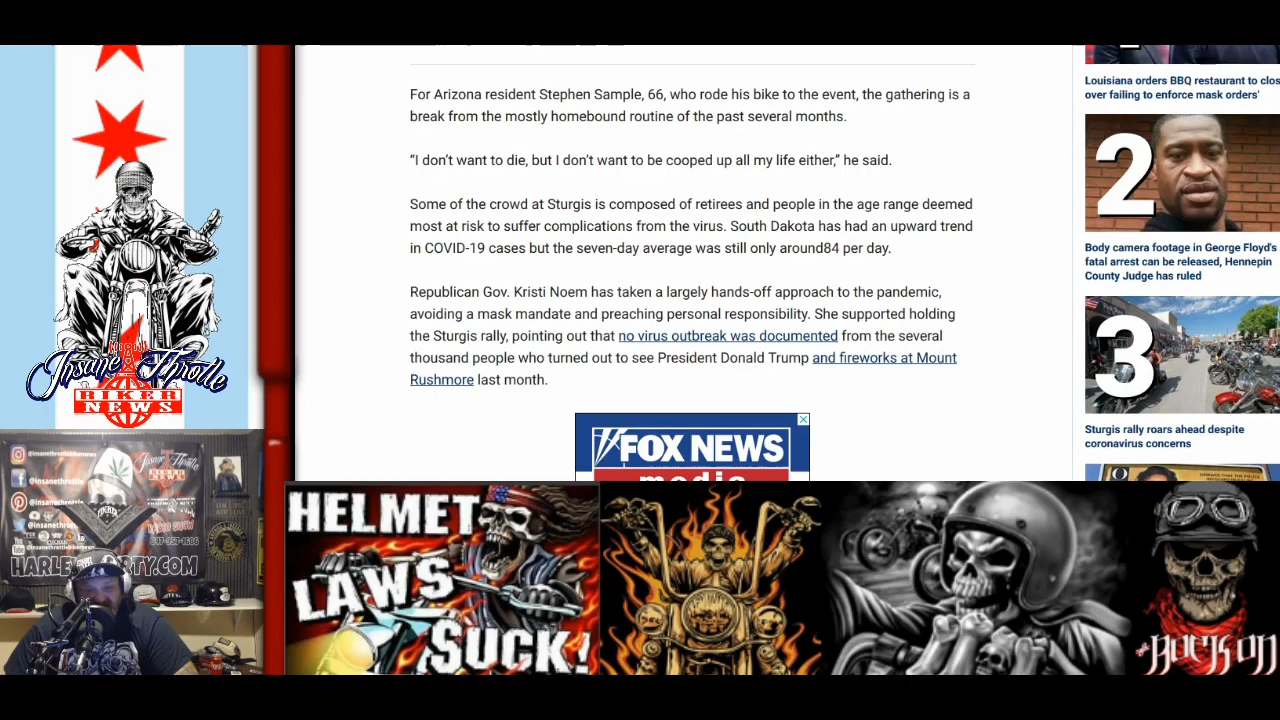 For Arizona resident Stephen Sample, 66, who rode his bike to the event, the gathering is a
break from the mostly homebound routine of the past several months.
“I don’t want to die, but I don’t want to be cooped up all my life either,” he said.
Some of the crowd at Sturgis is composed of retirees and people in the age range deemed
most at risk to suffer complications from the virus. South Dakota has had an upward trend
in COVID-19 cases but the seven-day average was still only around84 per day.
Republican Gov. Kristi Noem has taken a largely hands-off approach to the pandemic,
avoiding a mask mandate and preaching personal responsibility. She supported holding
the Sturgis rally, pointing out that no virus outbreak was documented from the several
thousand people who turned out to see President Donald Trump and fireworks at Mount
Rushmore last month.
FOX NEWS
media
Louisiana orders BBQ restaurant to clos
over failing to enforce mask orders'
2
Body camera footage in George Floyd's
fatal arrest can be released, Hennepin
County Judge has ruled
3
Sturgis rally roars ahead despite
coronavirus concerns
Insane Throttle
BIKER
NEWS
@insanethrottlebikernews
@insanethrottle
RADIO SHOW
HARLE
RTY.COM
HELMET
LAWS
SUCK!
ROCK ON